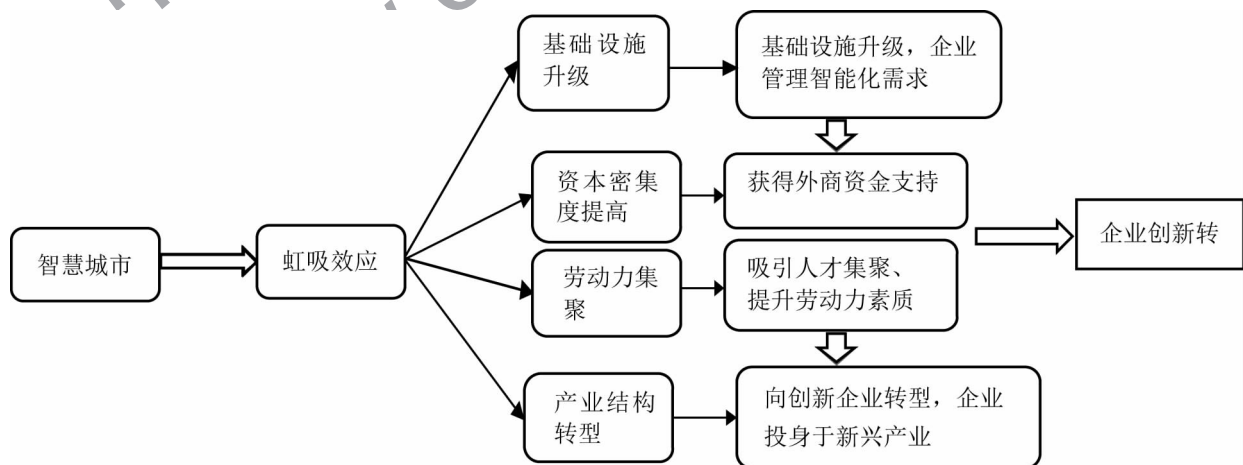 基础设施
升级
基础设施升级，企业
管理智能化需求
资本密集
度提高
获得外商资金支持
智慧城市
虹吸效应
企业创新转
劳动力集
聚
吸引人才集聚、
提升劳动力素质
产业结构
转型
向创新企业转型，企业
投身于新兴产业